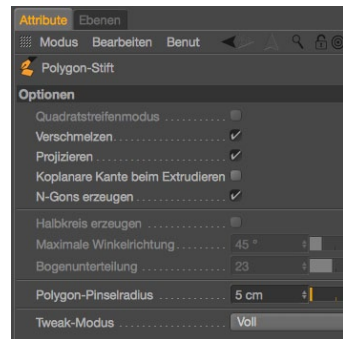 Attribute Ebenen
Modus Bearbeiten Benut
Polygon-Stift
Optionen
Quadratstreifenmodus
Verschmelzen
Projizieren
Koplanare Kante beim Extrudieren
N-Gons erzeugen
Halbkreis erzeugen
Maximale Winkelrichtung 45 °
Bogenunterteilung 23
Polygon-Pinselradius 5 cm
Tweak-Modus Voll